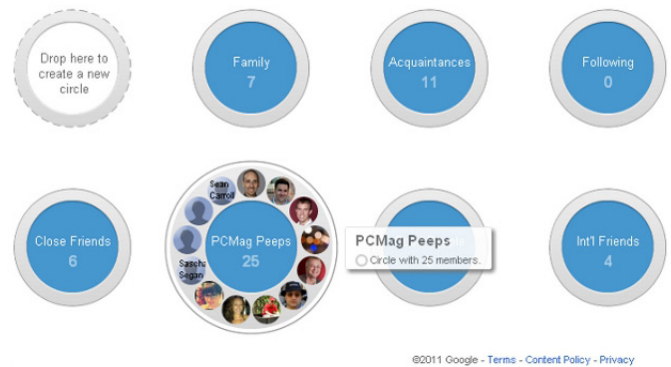 Drop here to
create a new
circle
Family
7
Acquaintances
11
Following
0
Close Friends
6
Sean
Carroll
Sascha
Segan
PCMag Peeps
25
PCMag Peeps
Circle with 25 members.
Int'l Friends
4
©2011 Google - Terms - Content Policy - Privacy